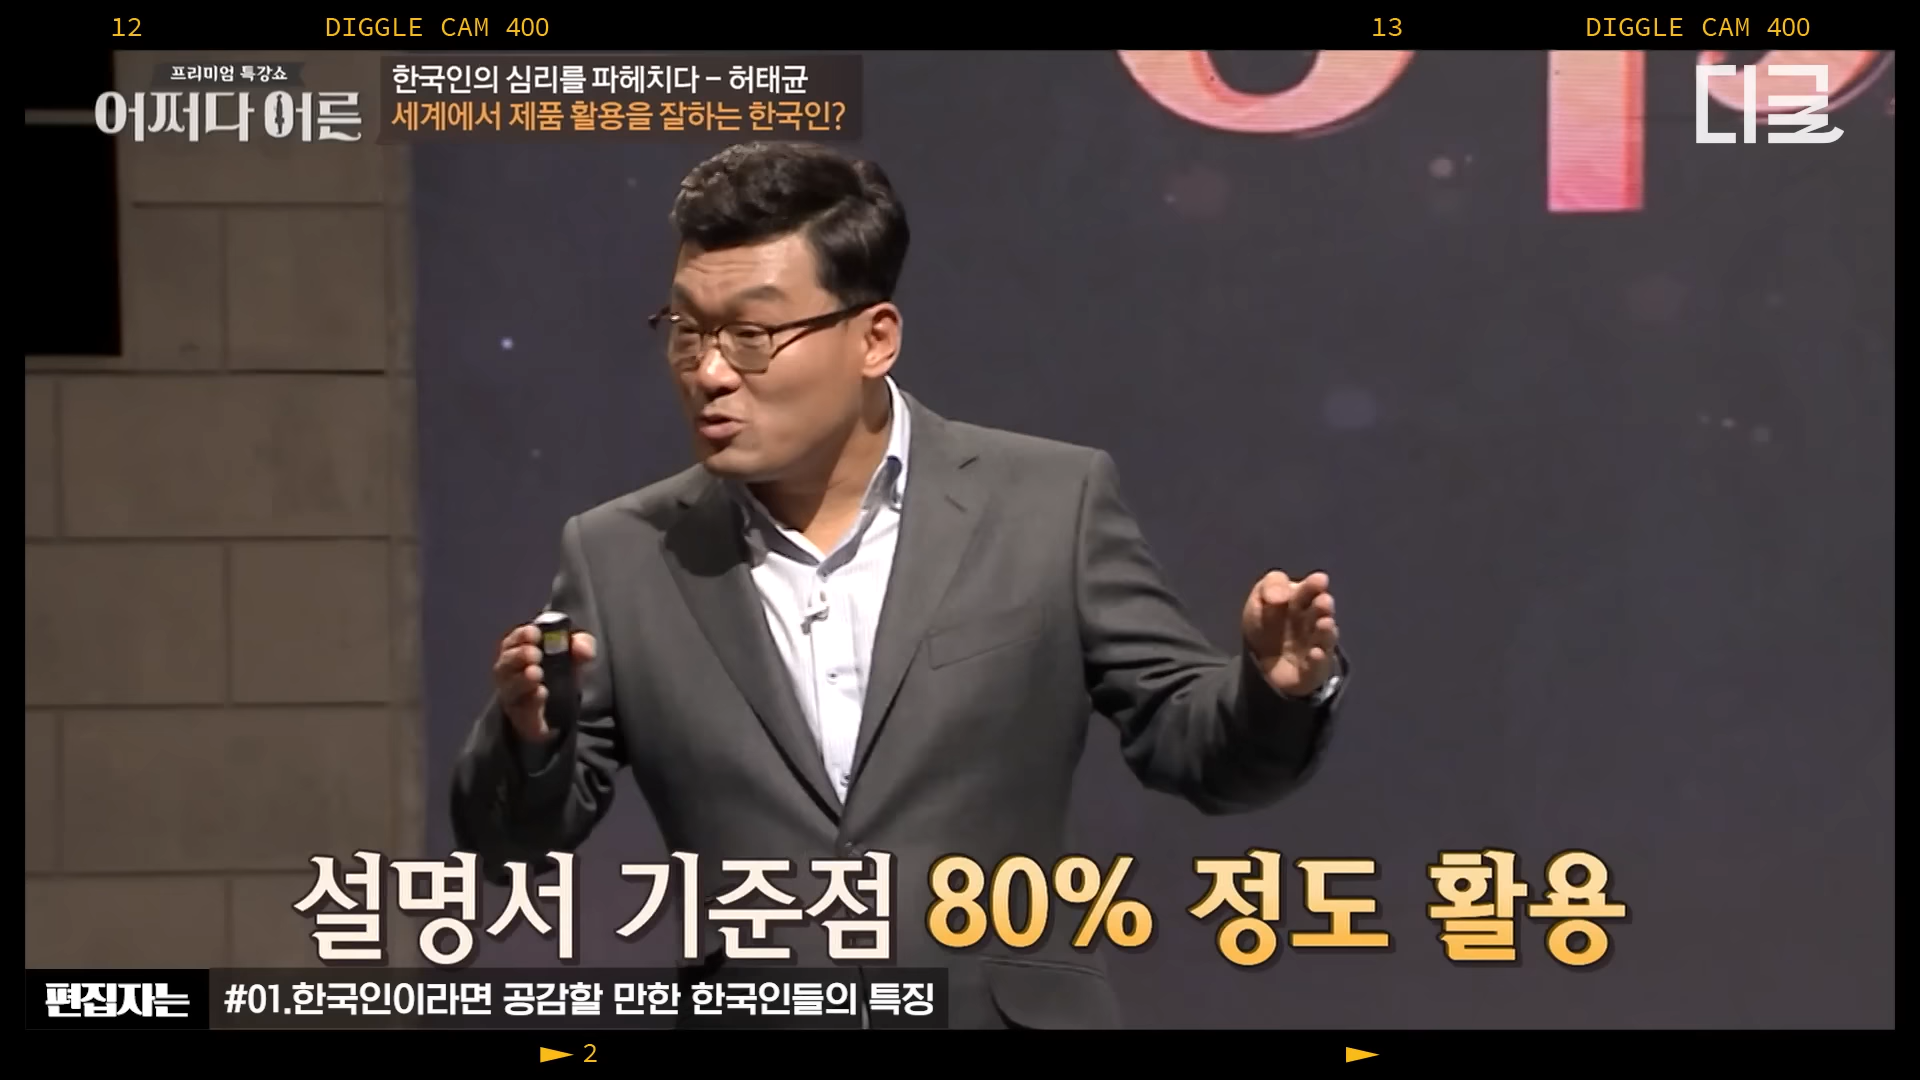 12 DIGGLE CAM 400 13 DIGGLE CAM 400
프리미엄 특강쇼
어쩌다 어른
한국인의 심리를 파헤치다 – 허태균
세계에서 제품 활용을 잘하는 한국인?
디글
설명서 기준점 80% 정도 활용
편집자는
#01.한국인이라면 공감할 만한 한국인들의 특징
2